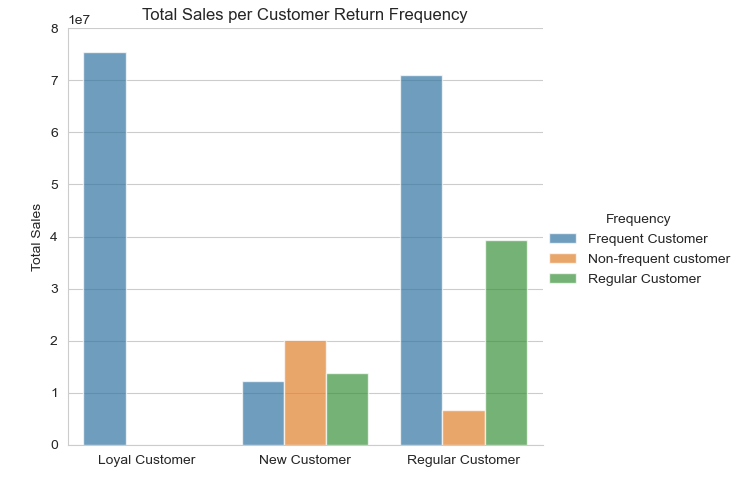 Total Sales per Customer Return Frequency
1e7
8
7
6
5
4
3
2
1
0
Total Sales
Loyal Customer
New Customer
Regular Customer
Frequency
Frequent Customer
Non-frequent customer
Regular Customer